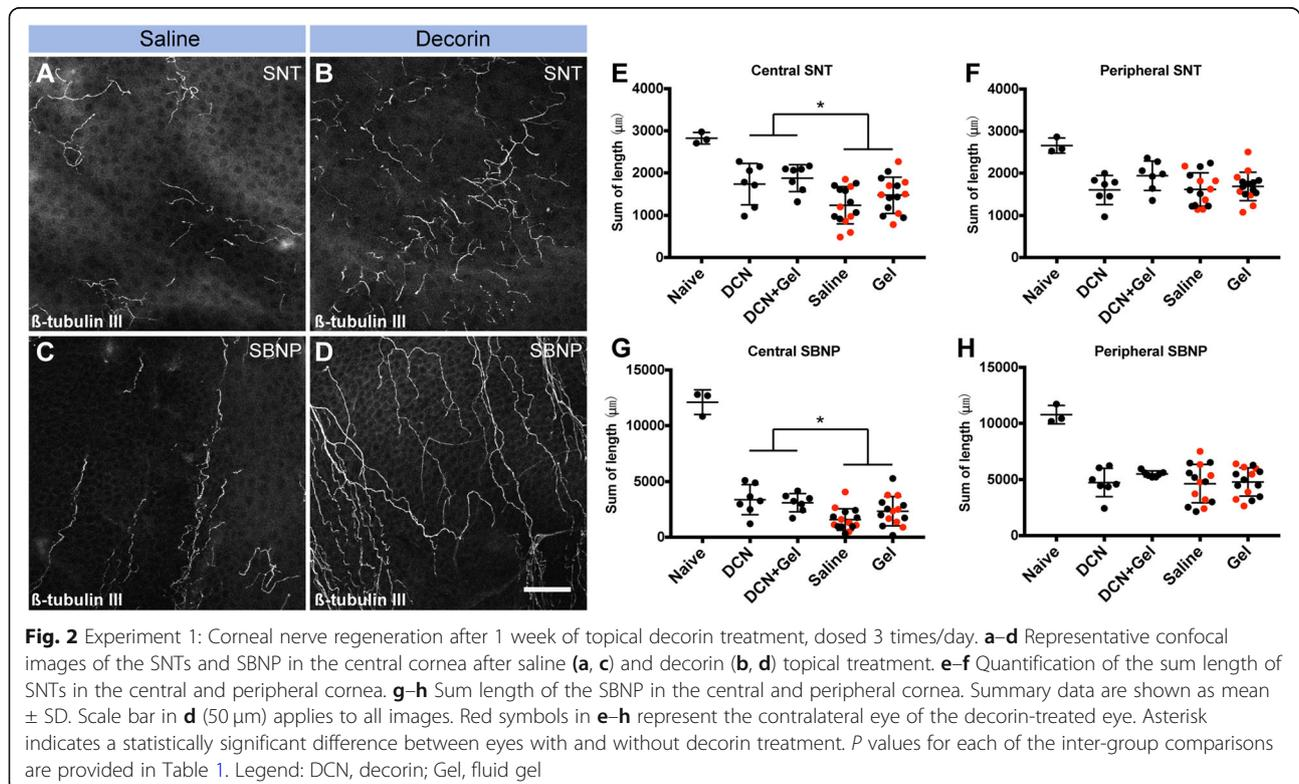 Saline
Decorin
A
SNT
ß-tubulin III
B
SNT
ß-tubulin III
C
SBNP
ß-tubulin III
D
SBNP
ß-tubulin III
E
Central SNT
Sum of length (μm)
4000
3000
2000
1000
0
Naive
DCN
DCN+Gel
Saline
Gel
*
F
Peripheral SNT
Sum of length (μm)
4000
3000
2000
1000
0
Naive
DCN
DCN+Gel
Saline
Gel
G
Central SBNP
Sum of length (μm)
15000
10000
5000
0
Naive
DCN
DCN+Gel
Saline
Gel
*
H
Peripheral SBNP
Sum of length (μm)
15000
10000
5000
0
Naive
DCN
DCN+Gel
Saline
Gel
Fig. 2 Experiment 1: Corneal nerve regeneration after 1 week of topical decorin treatment, dosed 3 times/day. a–d Representative confocal
images of the SNTs and SBNP in the central cornea after saline (a, c) and decorin (b, d) topical treatment. e–f Quantification of the sum length of
SNTs in the central and peripheral cornea. g–h Sum length of the SBNP in the central and peripheral cornea. Summary data are shown as mean
± SD. Scale bar in d (50 μm) applies to all images. Red symbols in e–h represent the contralateral eye of the decorin-treated eye. Asterisk
indicates a statistically significant difference between eyes with and without decorin treatment. P values for each of the inter-group comparisons
are provided in Table 1. Legend: DCN, decorin; Gel, fluid gel